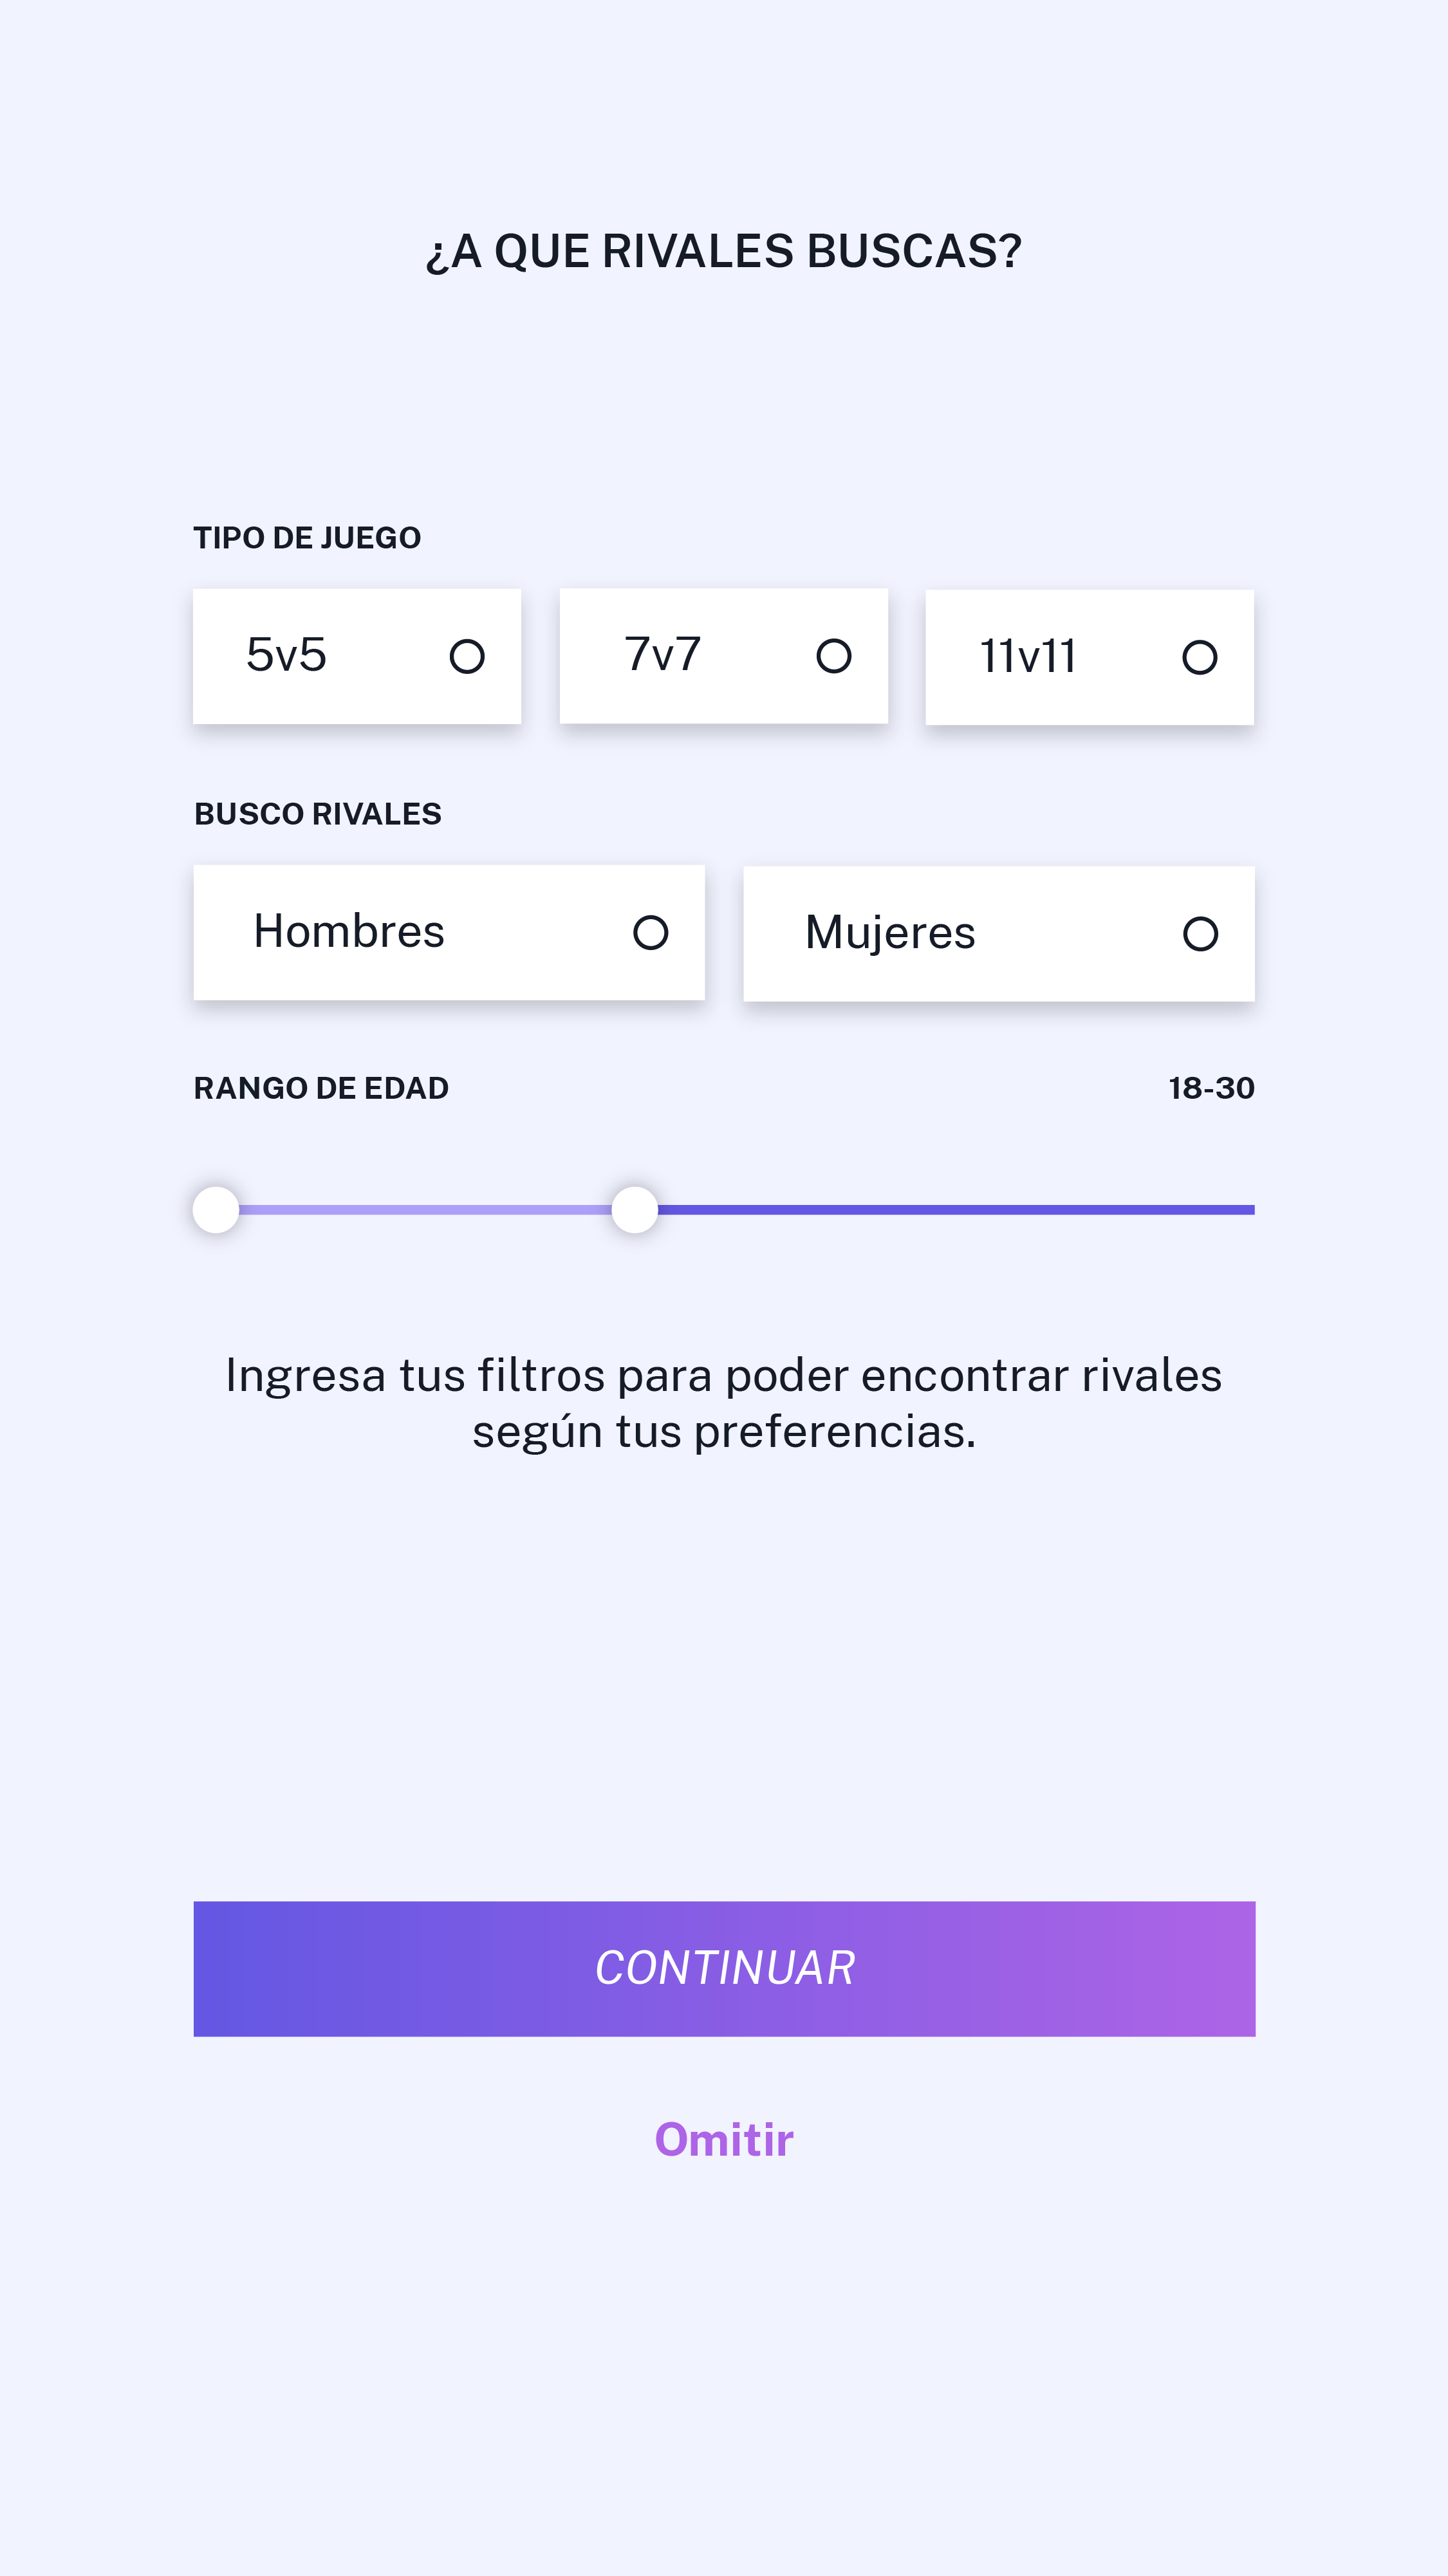 ¿A QUE RIVALES BUSCAS?
TIPO DE JUEGO
5v5
7v7
11v11
BUSCO RIVALES
Hombres
Mujeres
RANGO DE EDAD
18-30
Ingresa tus filtros para poder encontrar rivales
según tus preferencias.
CONTINUAR
Omitir